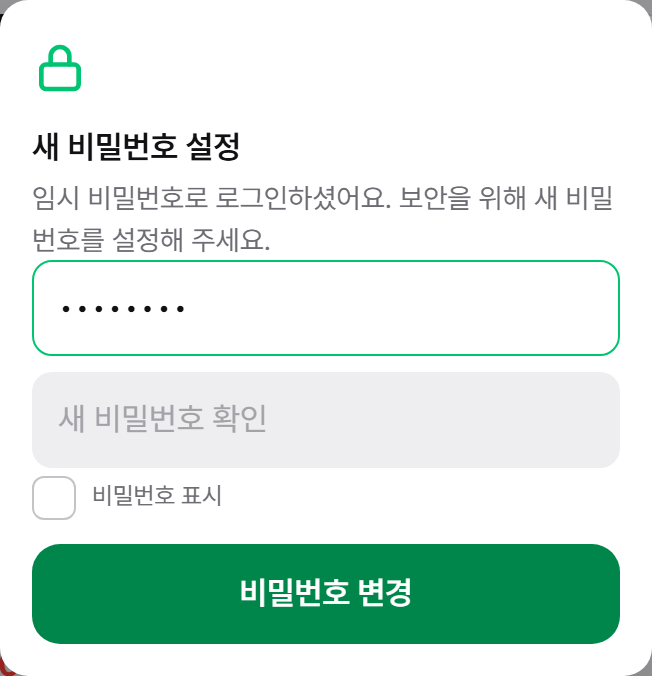 새 비밀번호 설정
임시 비밀번호로 로그인하셨어요. 보안을 위해 새 비밀
번호를 설정해 주세요.
••••••••
새 비밀번호 확인
비밀번호 표시
비밀번호 변경